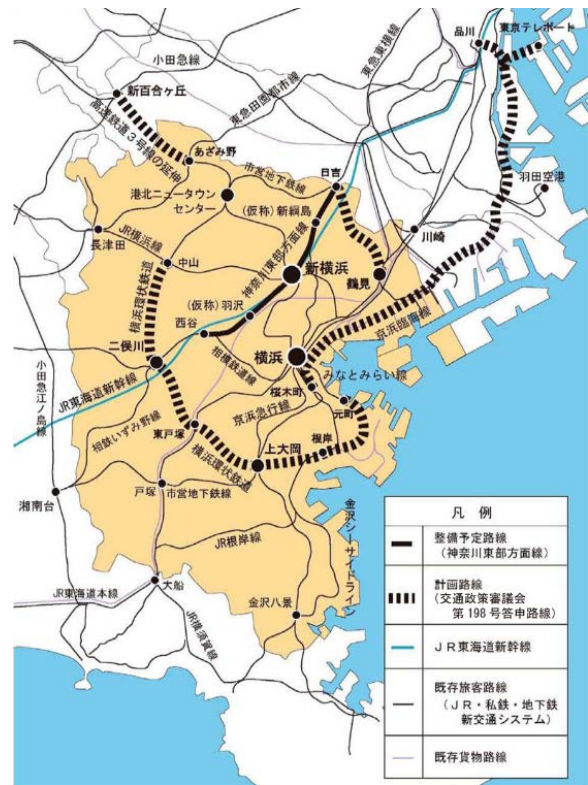 品川
東京テレポート
小田急線
東急東横線
新百合ヶ丘
東急田園都市線
高速鉄道3号線の延伸
あざみ野
市営地下鉄線
日吉
羽田空港
港北ニュータウン
センター
(仮称)新綱島
川崎
JR横浜線
長津田
神奈川東部方面線
中山
新横浜
鶴見
横浜環状鉄道
(仮称)羽沢
西谷
京浜臨海線
二俣川
横浜
相模鉄道線
みなとみらい線
小田急江ノ島線
JR東海道新幹線
桜木町
京浜急行線
元町
相鉄いずみ野線
東戸塚
横浜環状鉄道
上大岡
根岸
湘南台
戸塚
市営地下鉄線
金沢シーサイドライン
JR根岸線
JR東海道本線
大船
金沢八景
JR横須賀線
凡例
整備予定路線
(神奈川東部方面線)
計画路線
(交通政策審議会
第198号答申路線)
JR東海道新幹線
既存旅客路線
(JR・私鉄・地下鉄
新交通システム)
既存貨物路線